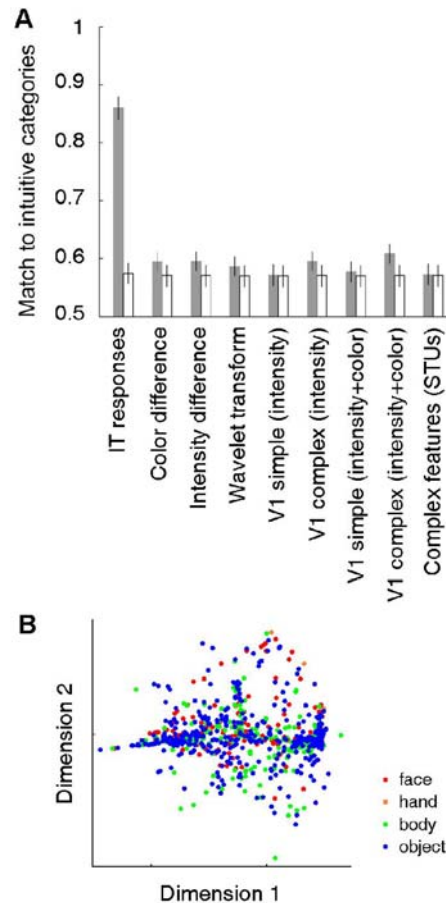 A
Match to intuitive categories
1
0.9
0.8
0.7
0.6
0.5
IT responses
Color difference
Intensity difference
Wavelet transform
V1 simple (intensity)
V1 complex (intensity)
V1 simple (intensity+color)
V1 complex (intensity+color)
Complex features (STUs)
B
Dimension 2
face
hand
body
object
Dimension 1